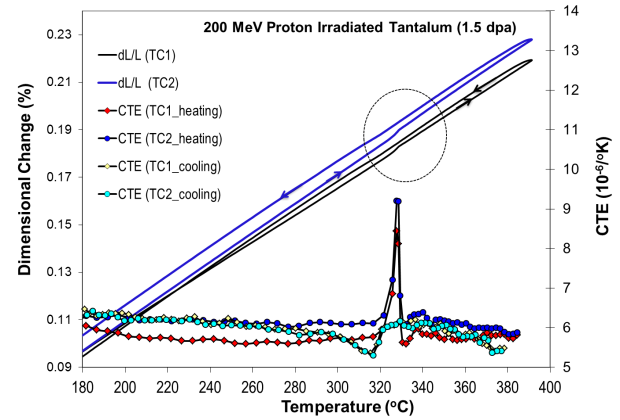 200 MeV Proton Irradiated Tantalum (1.5 dpa)
dL/L (TC1)
dL/L (TC2)
CTE (TC1_heating)
CTE (TC2_heating)
CTE (TC1_cooling)
CTE (TC2_cooling)
Dimensional Change (%)
0.23
0.21
0.19
0.17
0.15
0.13
0.11
0.09
14
13
12
11
10
9
8
7
6
5
CTE (10⁻⁶/ºK)
180 200 220 240 260 280 300 320 340 360 380 400
Temperature (ºC)